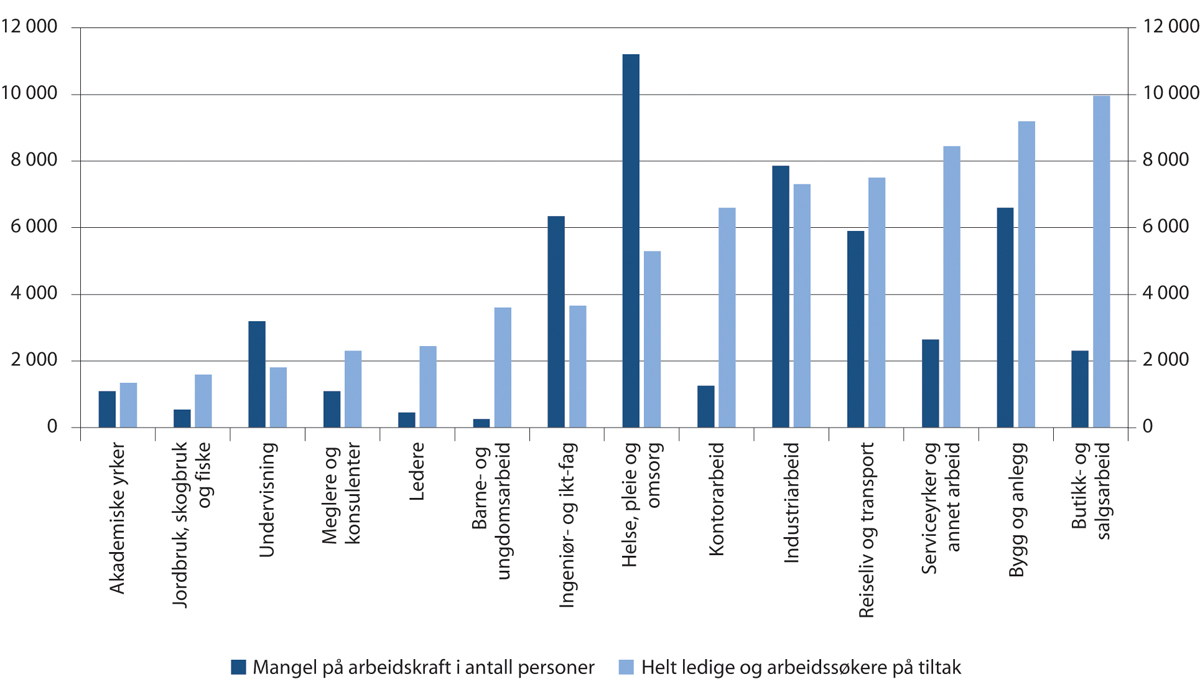 12 000
10 000
8 000
6 000
4 000
2 000
0
12 000
10 000
8 000
6 000
4 000
2 000
0
Akademiske yrker
Jordbruk, skogbruk
og fiske
Undervisning
Meglere og
konsulenter
Ledere
Barne- og
ungdomsarbeid
Ingeniør- og ikt-fag
Helse, pleie og
omsorg
Kontorarbeid
Industriarbeid
Reiseliv og transport
Serviceyrker og
annet arbeid
Bygg og anlegg
Butikk- og
salgsarbeid
Mangel på arbeidskraft i antall personer
Helt ledige og arbeidssøkere på tiltak